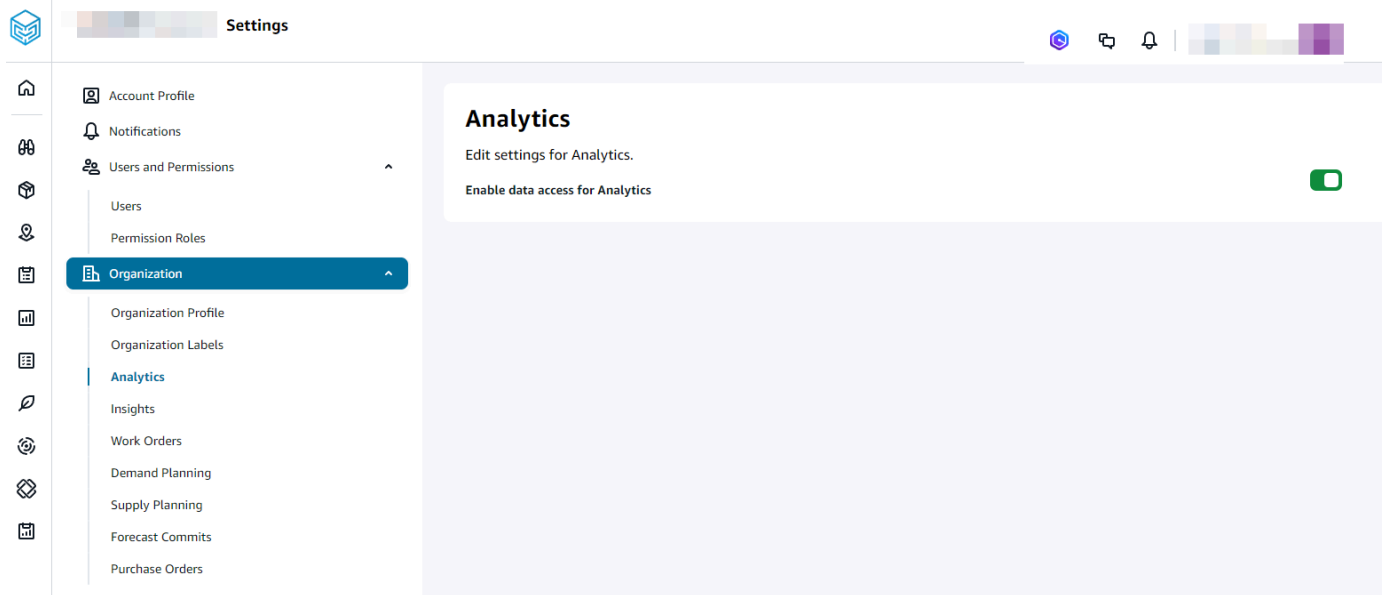 Settings
Account Profile
Notifications
Users and Permissions
Users
Permission Roles
Organization
Organization Profile
Organization Labels
Analytics
Insights
Work Orders
Demand Planning
Supply Planning
Forecast Commits
Purchase Orders
Analytics
Edit settings for Analytics.
Enable data access for Analytics